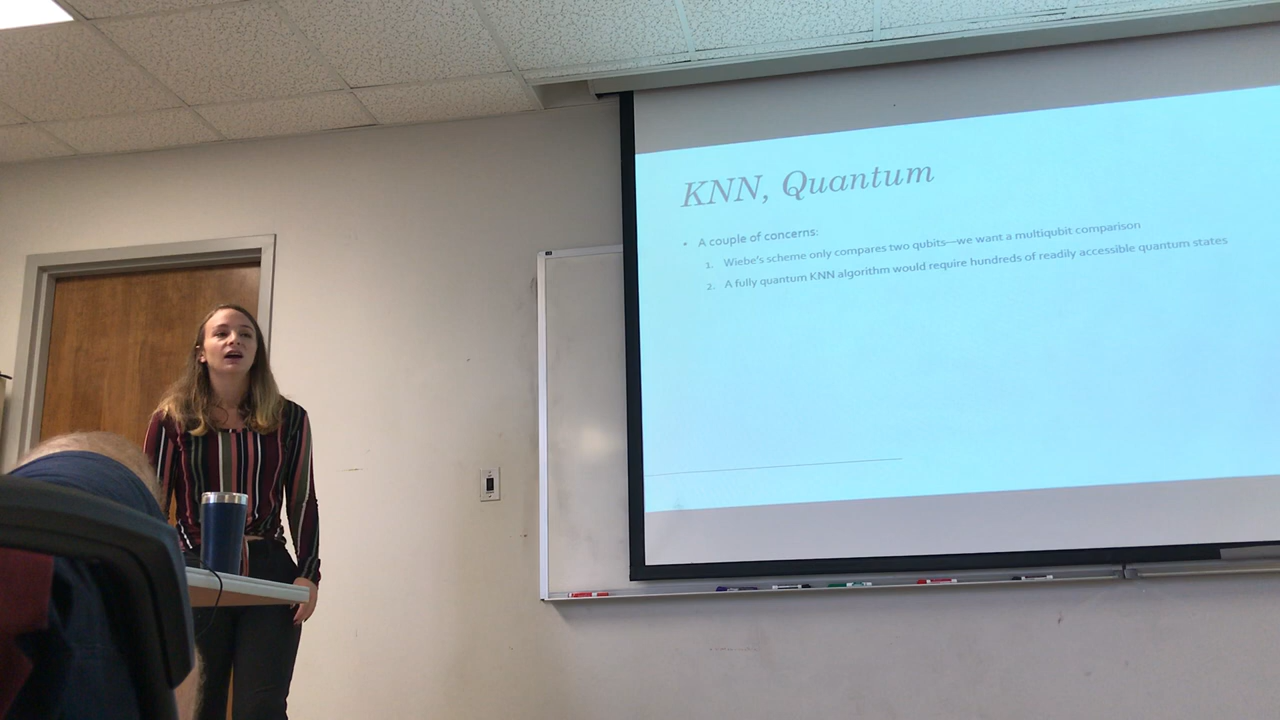 KNN, Quantum
• A couple of concerns:
1. Wiebe's scheme only compares two qubits—we want a multiqubit comparison
2. A fully quantum KNN algorithm would require hundreds of readily accessible quantum states